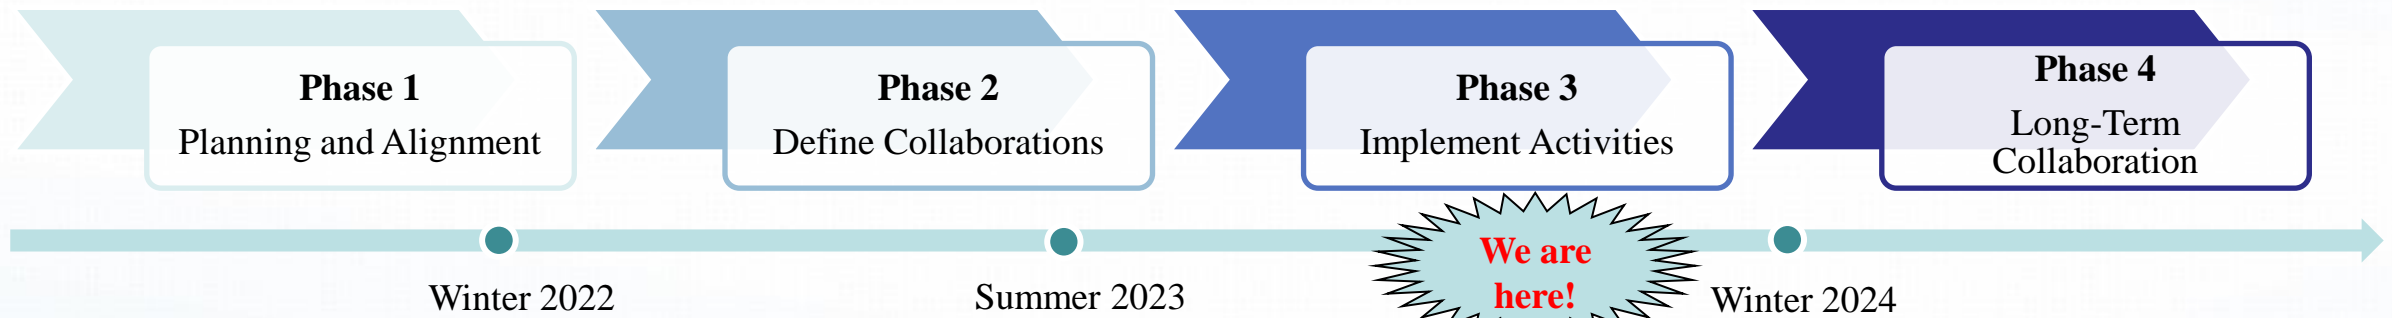 Phase 1
Planning and Alignment
Phase 2
Define Collaborations
Phase 3
Implement Activities
Phase 4
Long-Term
Collaboration
Winter 2022
Summer 2023
We are
here!
Winter 2024